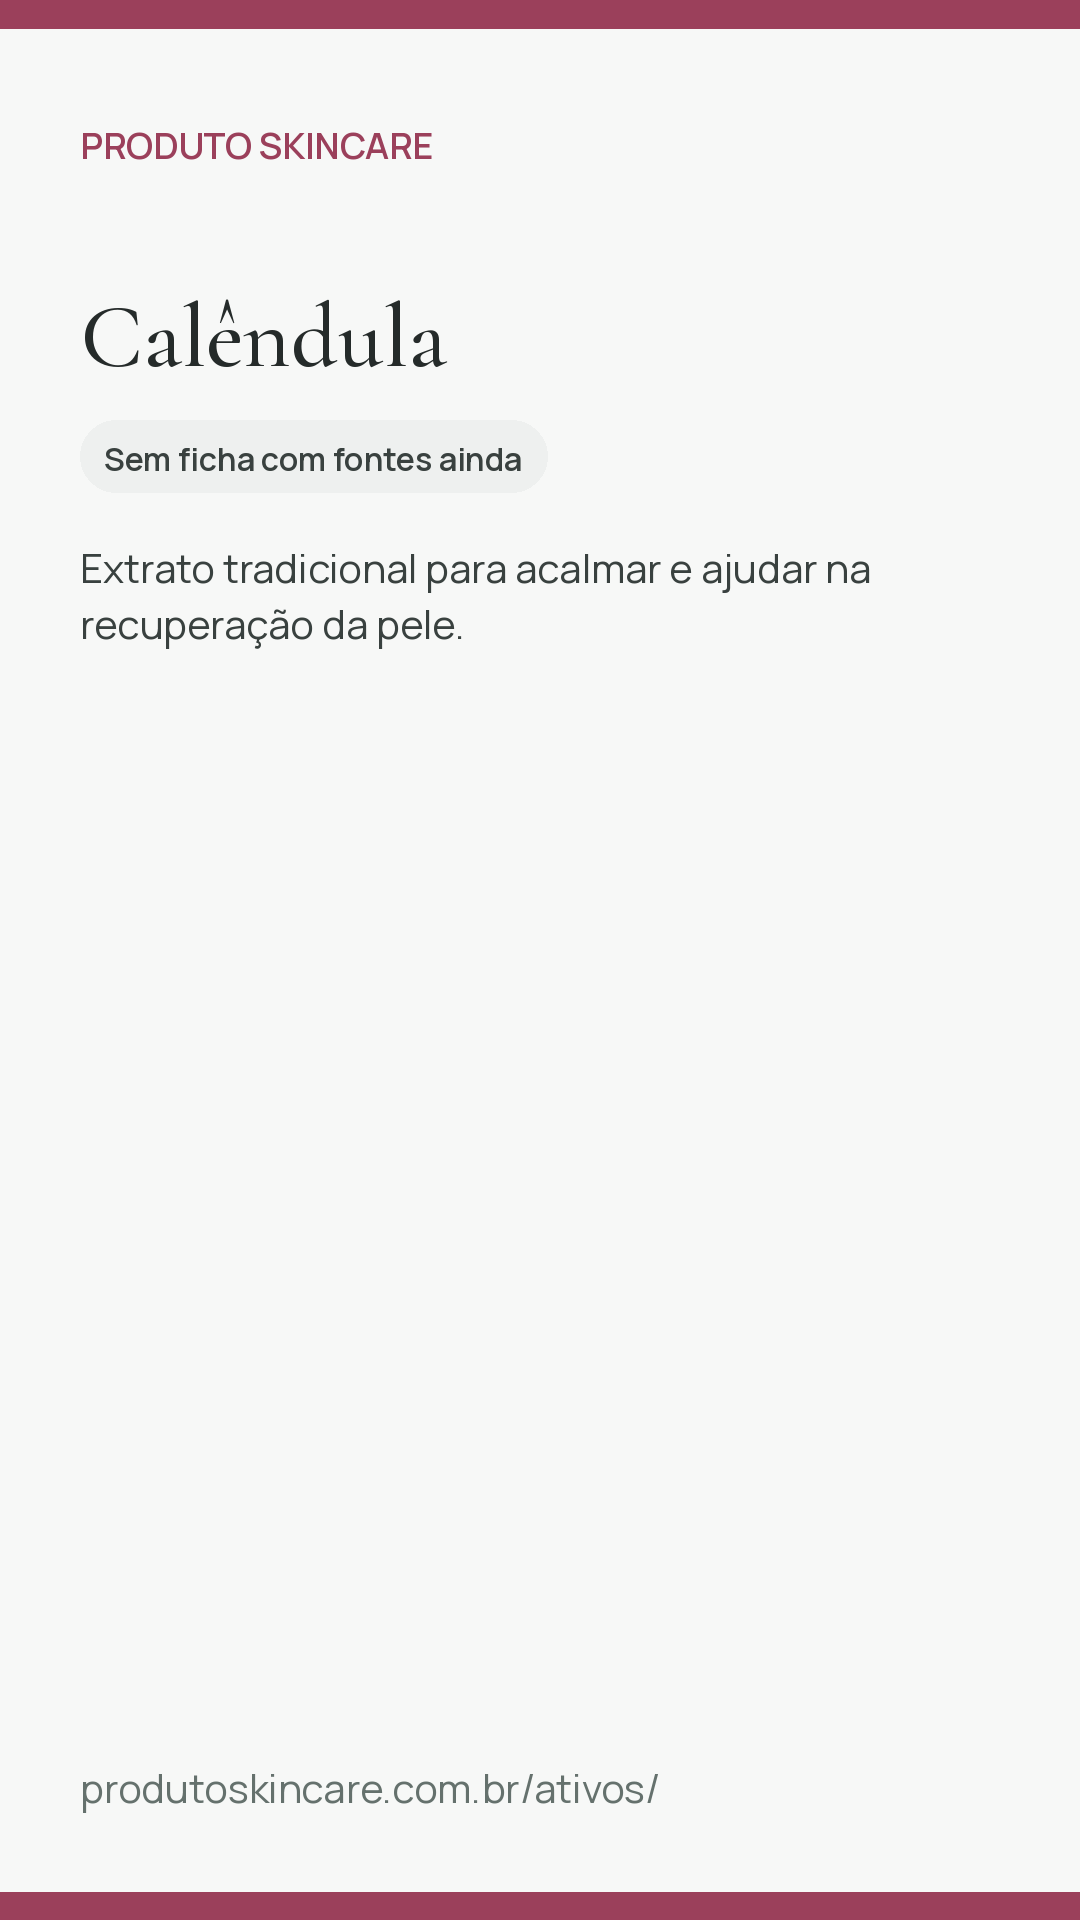 PRODUTO SKINCARE
Calêndula
Sem ficha com fontes ainda
Extrato tradicional para acalmar e ajudar na
recuperação da pele.
produtoskincare.com.br/ativos/